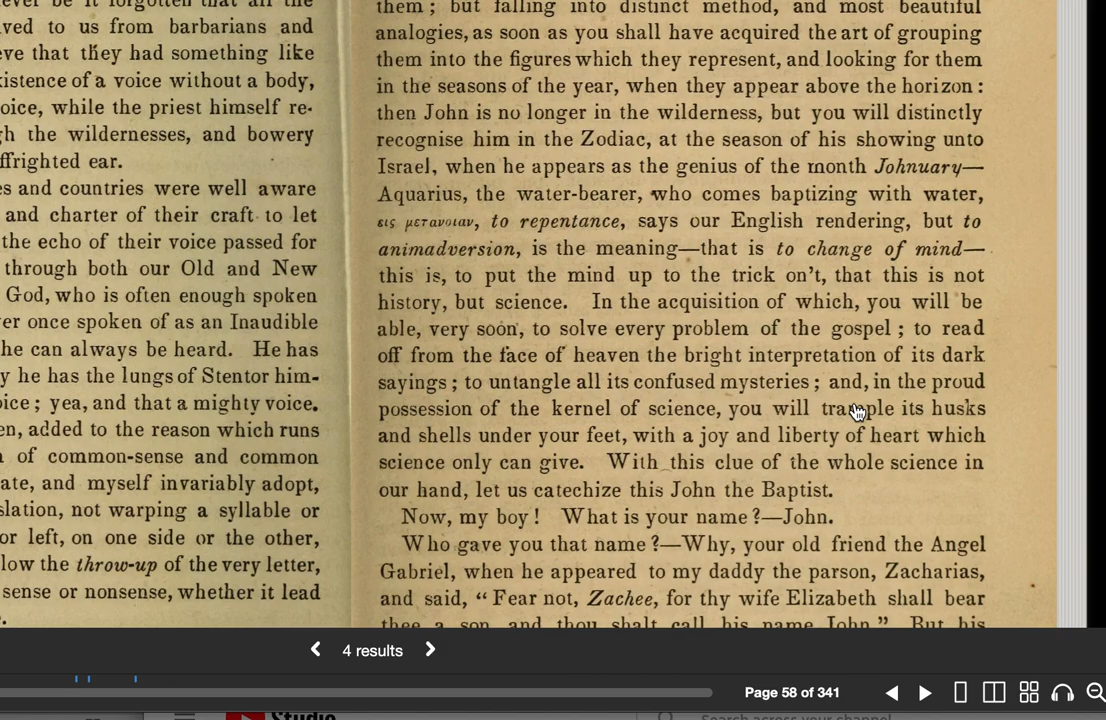 ved to us from barbarians and
eve that they had something like
xistence of a voice without a body,
oice, while the priest himself re-
gh the wildernesses, and bowery
ffrighted ear.
es and countries were well aware
and charter of their craft to let
the echo of their voice passed for
through both our Old and New
God, who is often enough spoken
er once spoken of as an Inaudible
he can always be heard. He has
y he has the lungs of Stentor him-
oice; yea, and that a mighty voice.
en, added to the reason which runs
of common-sense and common
ate, and myself invariably adopt,
slation, not warping a syllable or
or left, on one side or the other,
low the throw-up of the very letter,
sense or nonsense, whether it lead
them; but falling into distinct method, and most beautiful
analogies, as soon as you shall have acquired the art of grouping
them into the figures which they represent, and looking for them
in the seasons of the year, when they appear above the horizon:
then John is no longer in the wilderness, but you will distinctly
recognise him in the Zodiac, at the season of his showing unto
Israel, when he appears as the genius of the month Johnuary—
Aquarius, the water-bearer, who comes baptizing with water,
εις μετανοιαν, to repentance, says our English rendering, but to
animadversion, is the meaning—that is to change of mind—
this is, to put the mind up to the trick on't, that this is not
history, but science. In the acquisition of which, you will be
able, very soon, to solve every problem of the gospel; to read
off from the face of heaven the bright interpretation of its dark
sayings; to untangle all its confused mysteries; and, in the proud
possession of the kernel of science, you will trample its husks
and shells under your feet, with a joy and liberty of heart which
science only can give. With this clue of the whole science in
our hand, let us catechize this John the Baptist.
Now, my boy! What is your name?—John.
Who gave you that name?—Why, your old friend the Angel
Gabriel, when he appeared to my daddy the parson, Zacharias,
and said, "Fear not, Zachee, for thy wife Elizabeth shall bear
thee a son, and thou shalt call his name John." But his
4 results
Page 58 of 341
Studio
Search across your channel